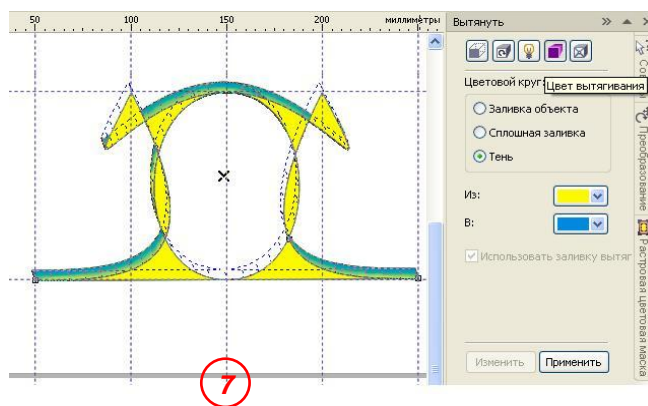 50 100 150 200 миллиметры
Вытянуть
Цветовой круг:
Цвет вытягивания
Заливка объекта
Сплошная заливка
Тень
Из:
В:
Использовать заливку вытяг
Изменить Применить
Преобразование
Растровая цветовая маска
7